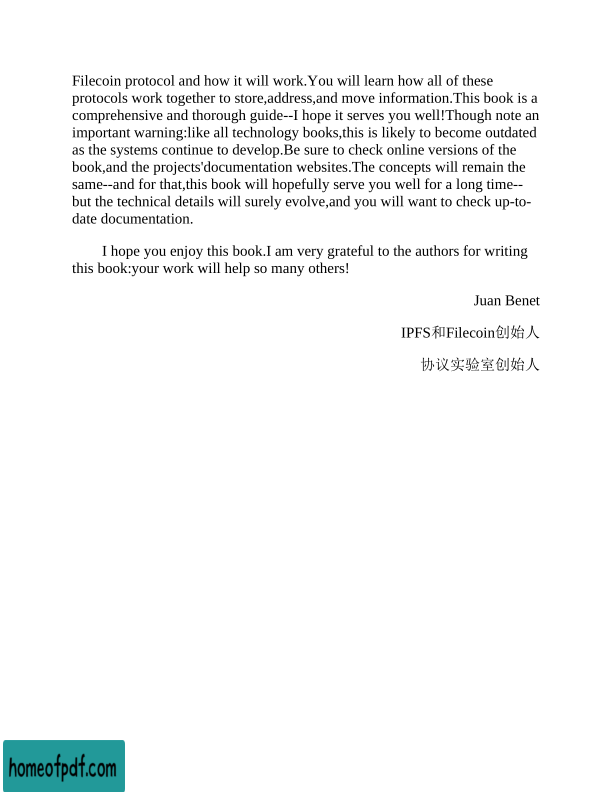 Filecoin protocol and how it will work.You will learn how all of these
protocols work together to store,address,and move information.This book is a
comprehensive and thorough guide--I hope it serves you well!Though note an
important warning:like all technology books,this is likely to become outdated
as the systems continue to develop.Be sure to check online versions of the
book,and the projects'documentation websites.The concepts will remain the
same--and for that,this book will hopefully serve you well for a long time--
but the technical details will surely evolve,and you will want to check up-to-
date documentation.
I hope you enjoy this book.I am very grateful to the authors for writing
this book:your work will help so many others!
Juan Benet
IPFS和Filecoin创始人
协议实验室创始人
homeofpdf.com